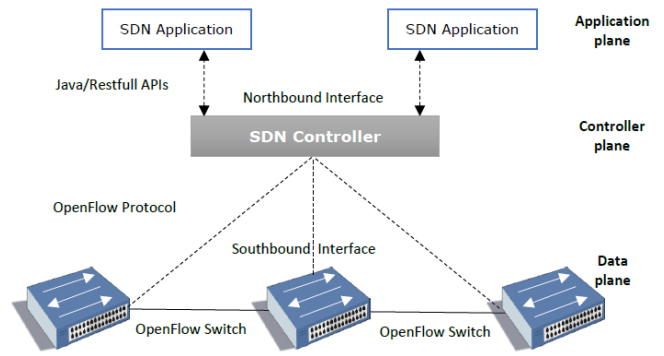 SDN Application
SDN Application
Application
plane
Java/Restfull APIs
Northbound Interface
SDN Controller
Controller
plane
OpenFlow Protocol
Southbound Interface
Data
plane
OpenFlow Switch
OpenFlow Switch